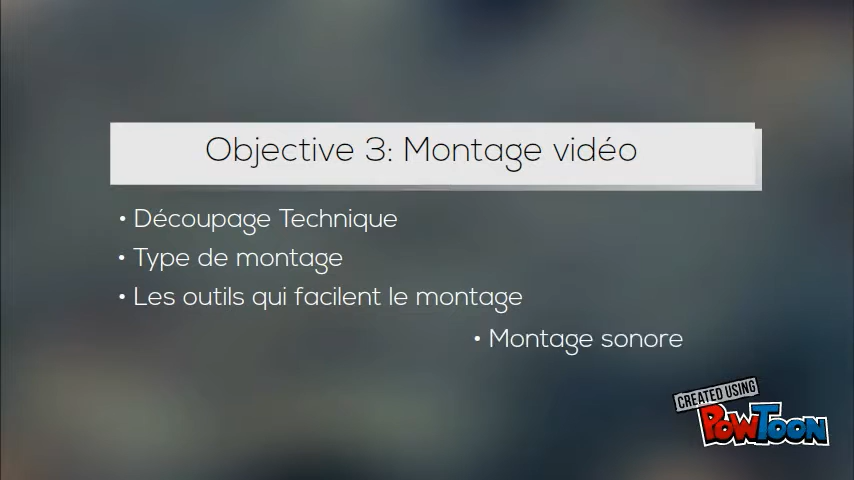 Objective 3: Montage vidéo
• Découpage Technique
• Type de montage
• Les outils qui facilent le montage
• Montage sonore
CREATED USING
POWTOON